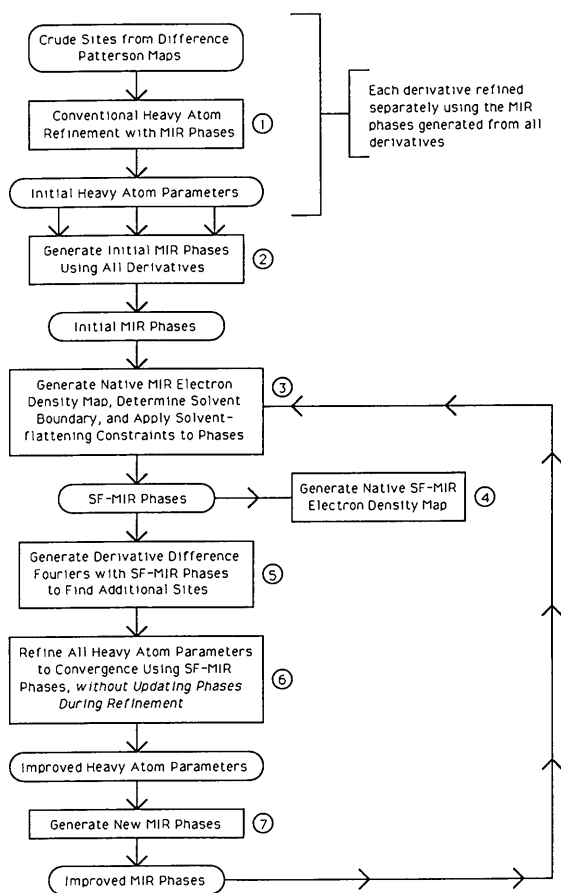 Crude Sites from Difference
Patterson Maps
Conventional Heavy Atom
Refinement with MIR Phases
1
Each derivative refined
separately using the MIR
phases generated from all
derivatives
Initial Heavy Atom Parameters
Generate Initial MIR Phases
Using All Derivatives
2
Initial MIR Phases
Generate Native MIR Electron
Density Map, Determine Solvent
Boundary, and Apply Solvent-
flattening Constraints to Phases
3
SF-MIR Phases
Generate Native SF-MIR
Electron Density Map
4
Generate Derivative Difference
Fouriers with SF-MIR Phases
to Find Additional Sites
5
Refine All Heavy Atom Parameters
to Convergence Using SF-MIR
Phases, without Updating Phases
During Refinement
6
Improved Heavy Atom Parameters
Generate New MIR Phases
7
Improved MIR Phases